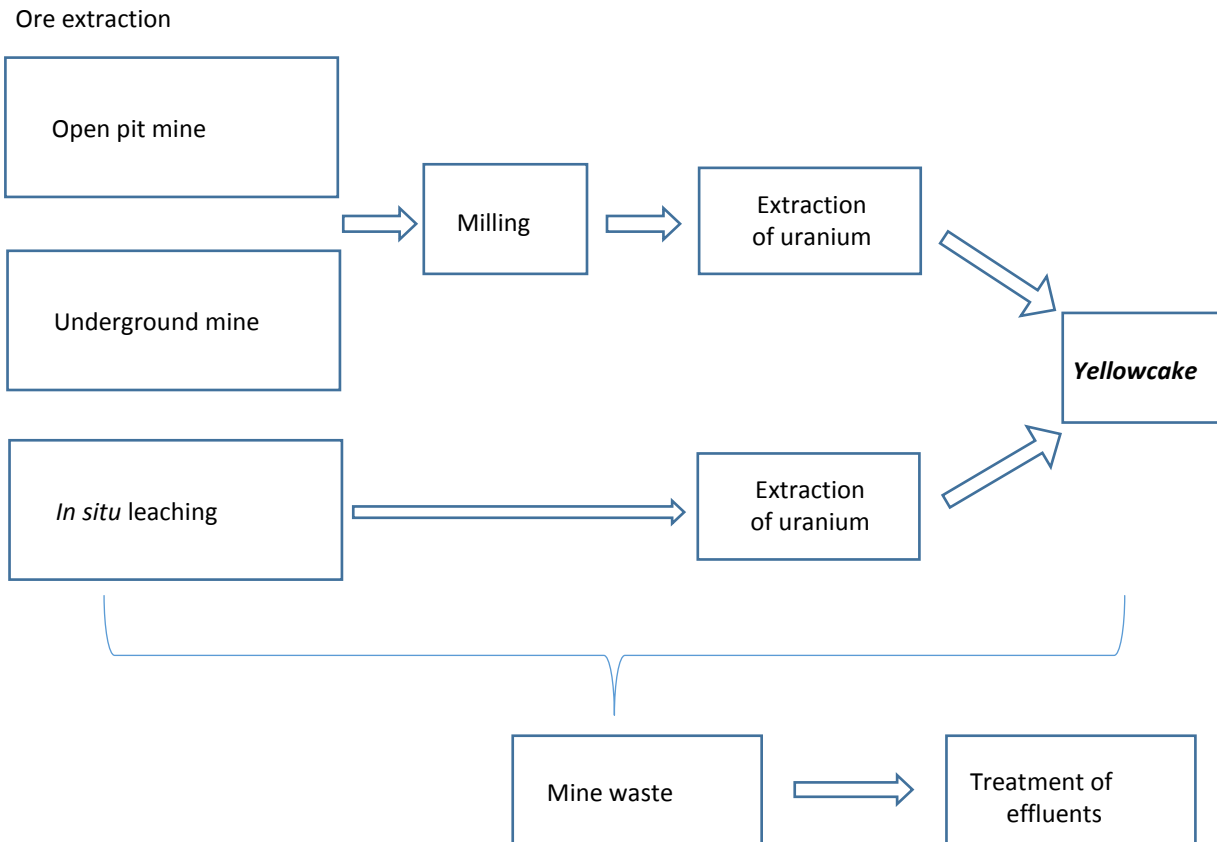 Ore extraction
Open pit mine
Milling
Extraction
of uranium
Underground mine
Yellowcake
In situ leaching
Extraction
of uranium
Mine waste
Treatment of
effluents